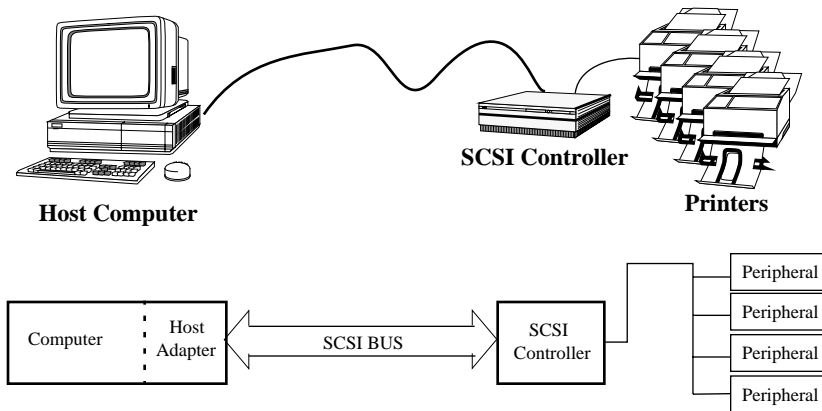 SCSI Controller
Host Computer
Printers
Computer
Host
Adapter
SCSI BUS
SCSI
Controller
Peripheral
Peripheral
Peripheral
Peripheral